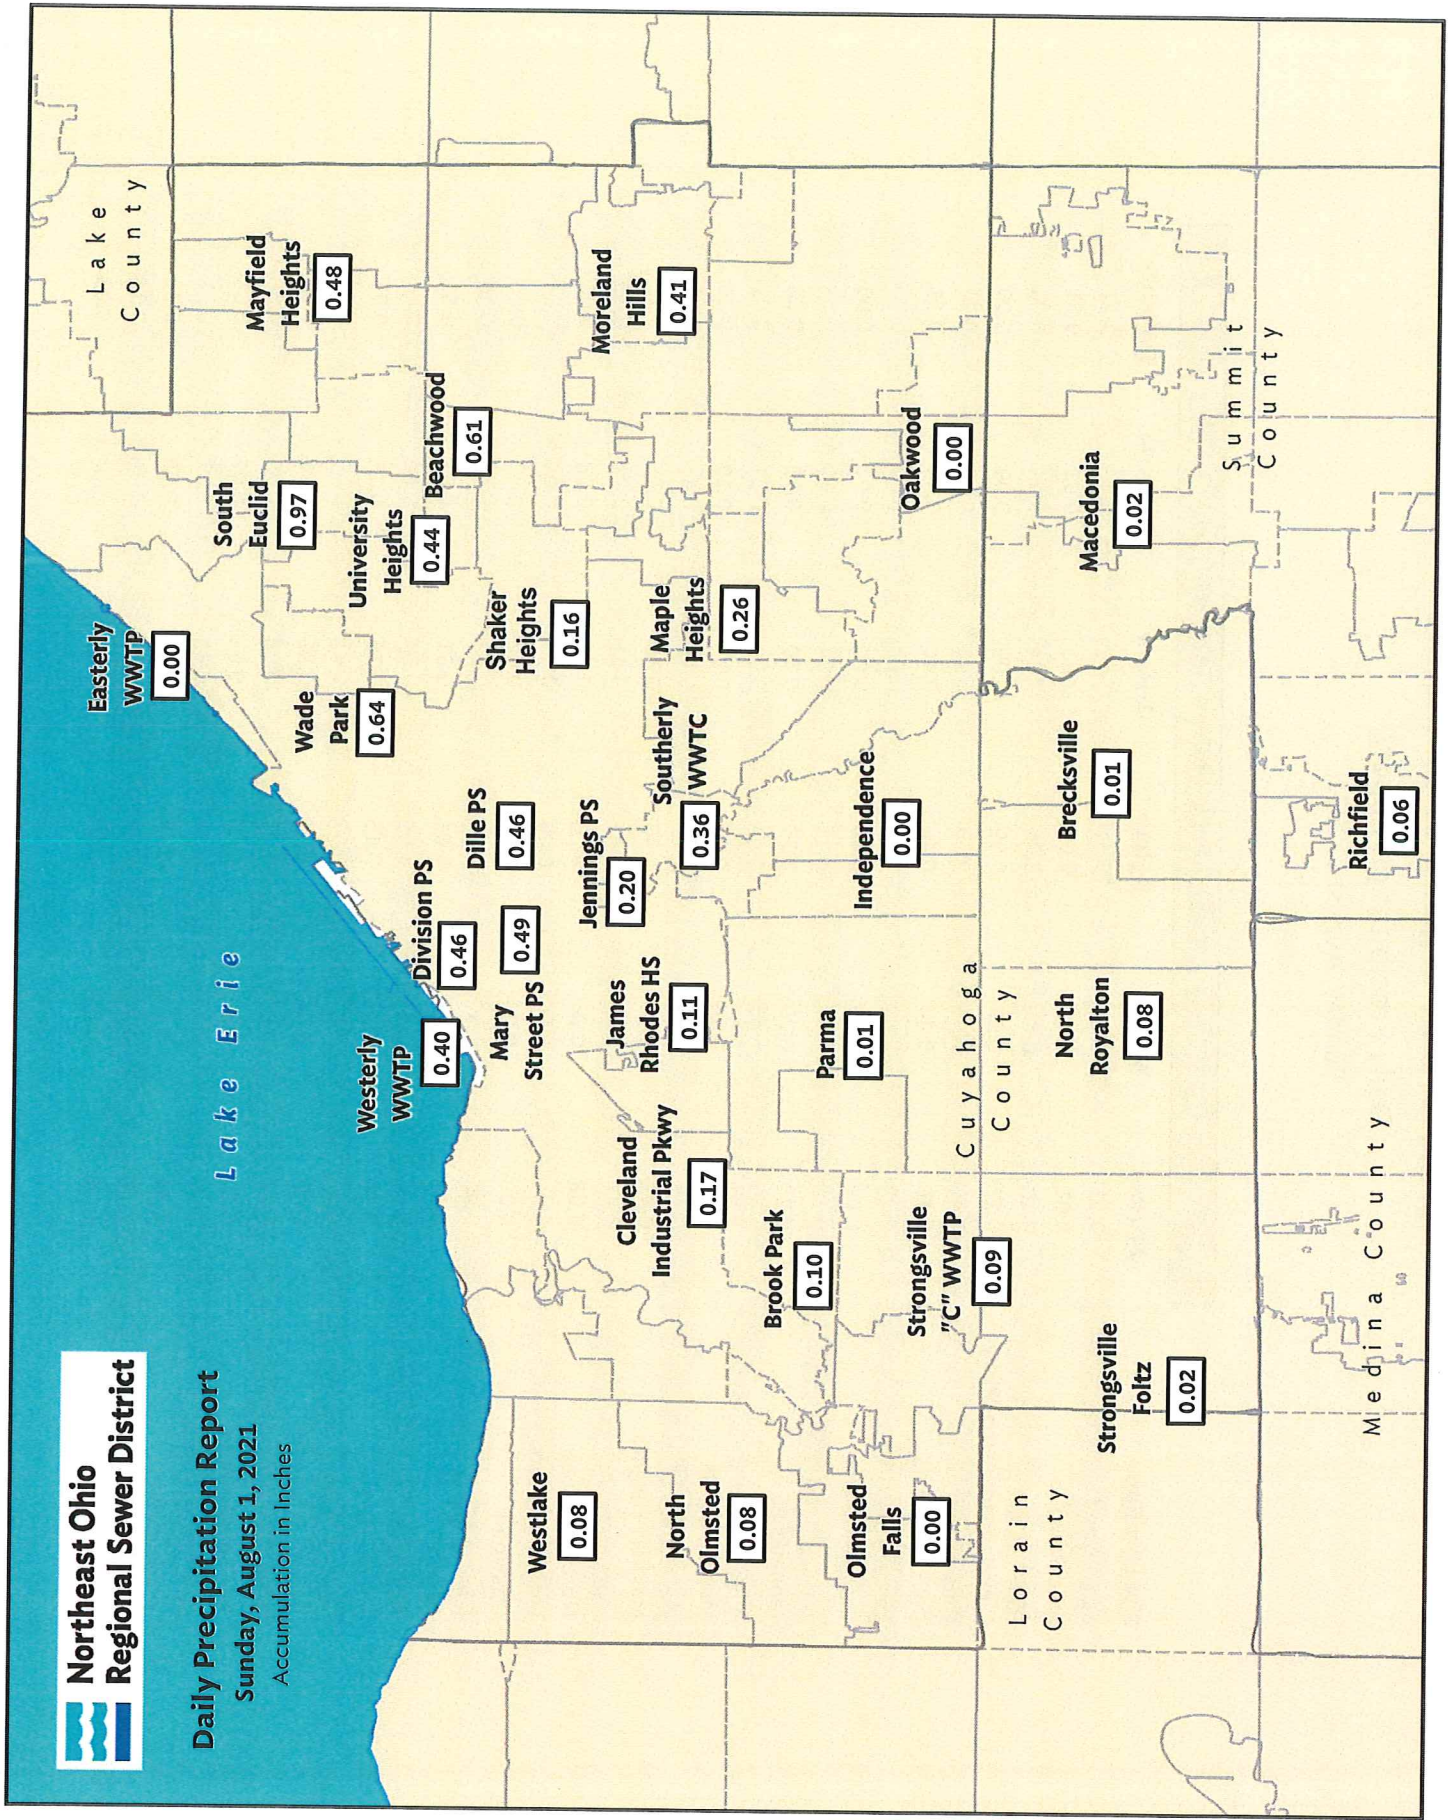 Northeast Ohio
Regional Sewer District
Daily Precipitation Report
Sunday, August 1, 2021
Accumulation in Inches
Lake Erie
Lake
County
Easterly
WWTP
0.00
South
Euclid
0.97
Mayfield
Heights
0.48
Wade
Park
0.64
University
Heights
0.44
Beachwood
0.61
Westerly
WWTP
0.40
Division PS
0.46
Dille PS
0.46
Mary
Street PS
0.49
Shaker
Heights
0.16
Moreland
Hills
0.41
Westlake
0.08
Cleveland
Industrial Pkwy
0.17
James
Rhodes HS
0.11
Jennings PS
0.20
Southerly
WWTC
0.36
Maple
Heights
0.26
North
Olmsted
0.08
Brook Park
0.10
Parma
0.01
Independence
0.00
Oakwood
0.00
Olmsted
Falls
0.00
Strongsville
"C" WWTP
0.09
Cuyahoga
County
Lorain
County
Strongsville
Foltz
0.02
North
Royalton
0.08
Brecksville
0.01
Macedonia
0.02
Summit
County
Medina County
Richfield
0.06